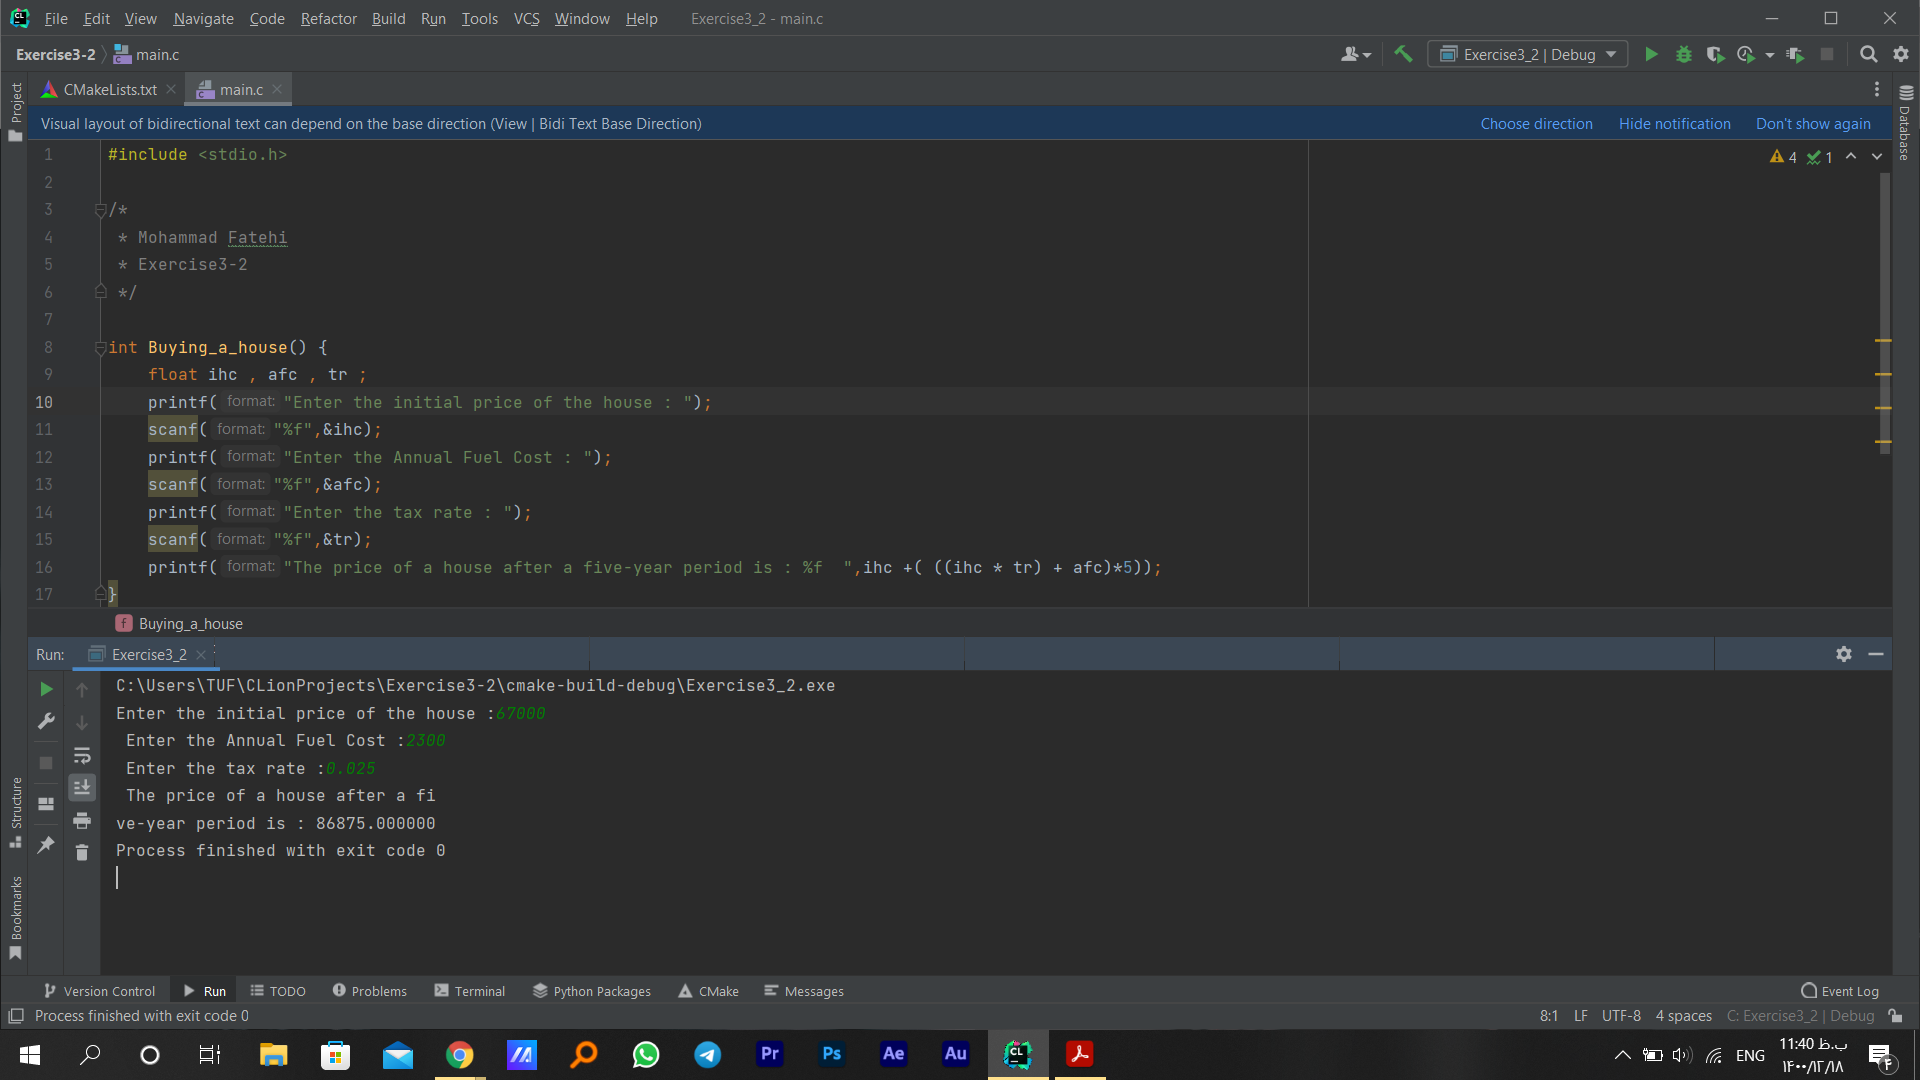 File Edit View Navigate Code Refactor Build Run Tools VCS Window Help Exercise3_2 - main.c
Exercise3-2 main.c Exercise3_2 | Debug
CMakeLists.txt main.c
Visual layout of bidirectional text can depend on the base direction (View | Bidi Text Base Direction) Choose direction Hide notification Don't show again
Project
Database
4 1
1 #include <stdio.h>
2
3 /*
4 * Mohammad Fatehi
5 * Exercise3-2
6 */
7
8 int Buying_a_house() {
9 float ihc , afc , tr ;
10 printf( format: "Enter the initial price of the house : ");
11 scanf( format: "%f",&ihc);
12 printf( format: "Enter the Annual Fuel Cost : ");
13 scanf( format: "%f",&afc);
14 printf( format: "Enter the tax rate : ");
15 scanf( format: "%f",&tr);
16 printf( format: "The price of a house after a five-year period is : %f  ",ihc +( ((ihc * tr) + afc)*5));
17 }
f Buying_a_house
Run: Exercise3_2
C:\Users\TUF\CLionProjects\Exercise3-2\cmake-build-debug\Exercise3_2.exe
Enter the initial price of the house :67000
Enter the Annual Fuel Cost :2300
Enter the tax rate :0.025
The price of a house after a fi
ve-year period is : 86875.000000
Process finished with exit code 0
Structure
Bookmarks
Version Control Run TODO Problems Terminal Python Packages CMake Messages Event Log
Process finished with exit code 0 8:1 LF UTF-8 4 spaces C: Exercise3_2 | Debug
Pr Ps Ae Au CL ENG 11:40 ب.ظ
۱۴۰۰/۱۲/۱۸ ۴